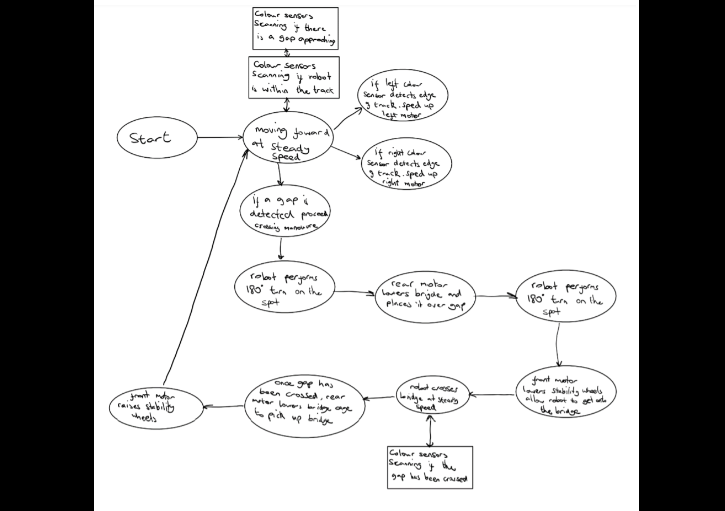 Colour sensors
Scanning if there
is a gap approaching
Colour sensors
Scanning if robot
is within the track
if left colour
sensor detects edge
of track, sped up
left motor
Start
moving forward
at steady
speed
if right colour
sensor detects edge
of track, sped up
right motor
if a gap is
detected proceed
crossing manouvre
robot performs
180° turn on the
spot
rear motor
lowers bridge and
places it over gap
robot performs
180° turn on the
spot
front motor
lowers stability wheels
allow robot to get onto
the bridge
robot crosses
bridge at steady
speed
once gap has
been crossed, rear
motor lowers bridge
to pick up bridge
front motor
raises stability
wheels
Colour sensors
Scanning if the
gap has been crossed